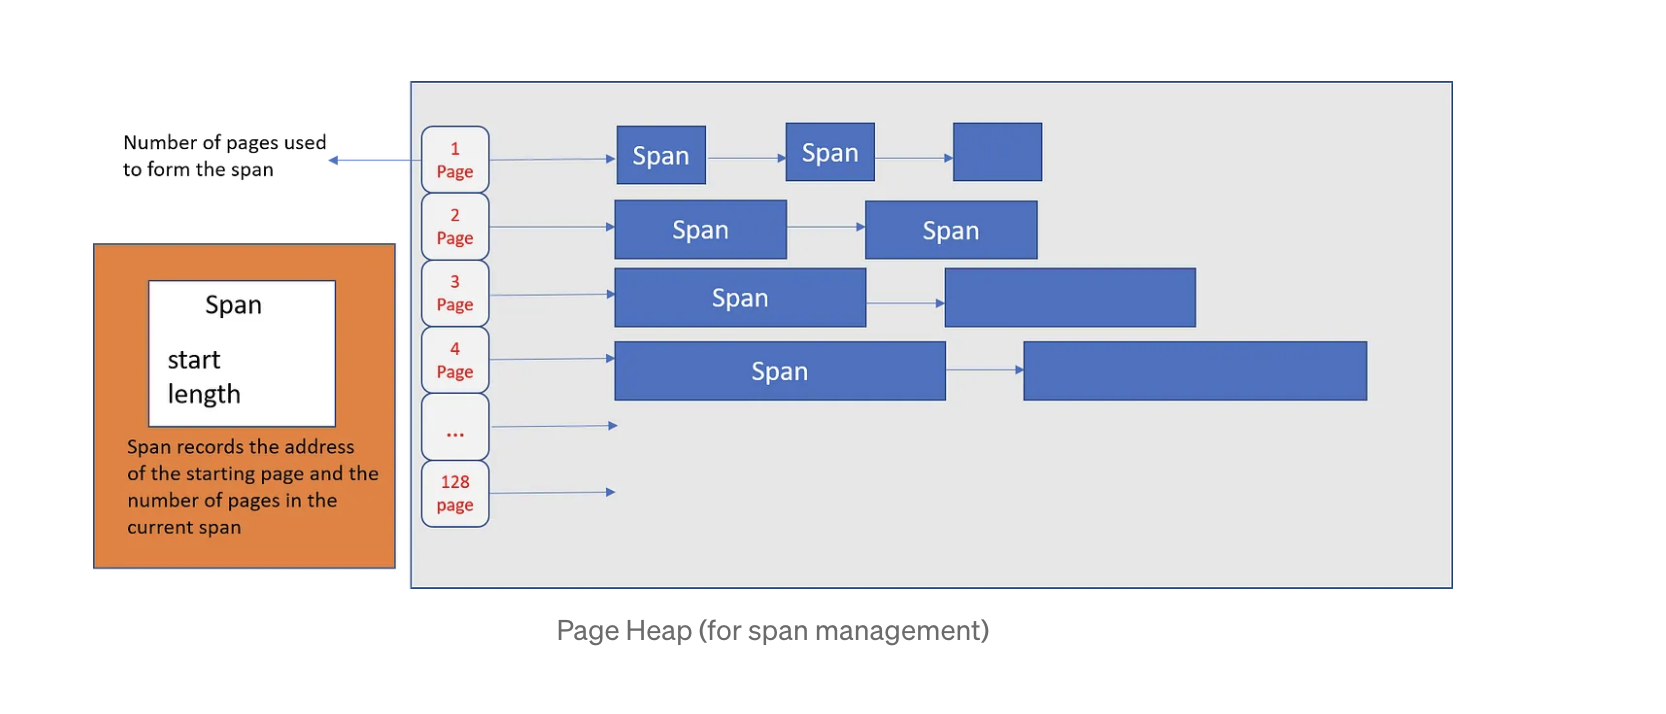 Number of pages used
to form the span
1
Page
Span
Span
2
Page
Span
Span
3
Page
Span
4
Page
Span
...
128
page
Span
start
length
Span records the address
of the starting page and the
number of pages in the
current span
Page Heap (for span management)